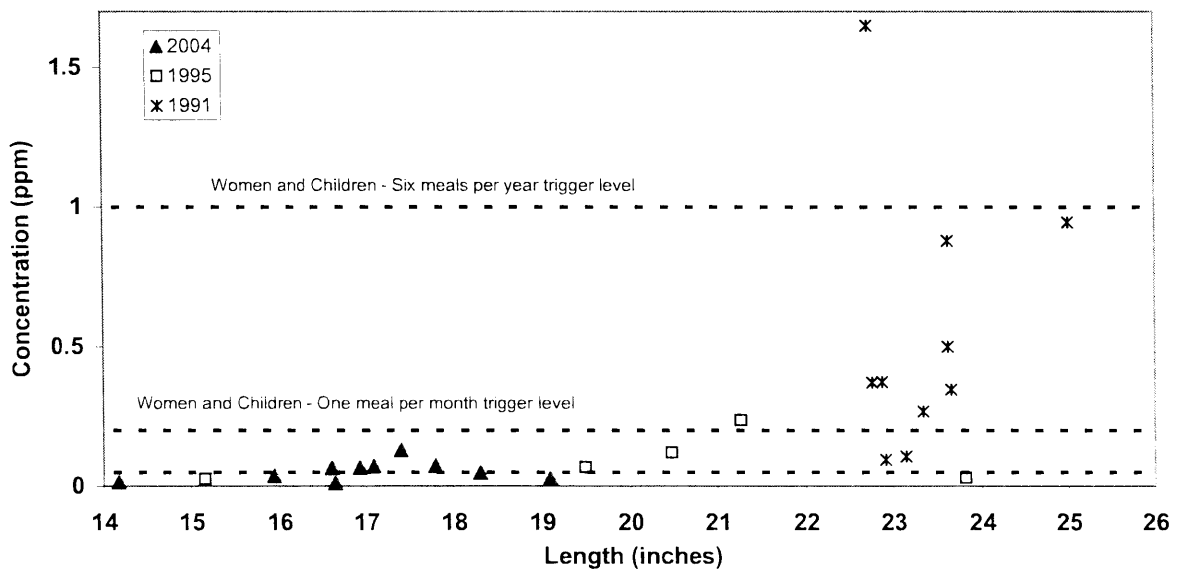 2004
1995
1991
1.5
Women and Children - Six meals per year trigger level
1
Concentration (ppm)
0.5
Women and Children - One meal per month trigger level
0
14 15 16 17 18 19 20 21 22 23 24 25 26
Length (inches)